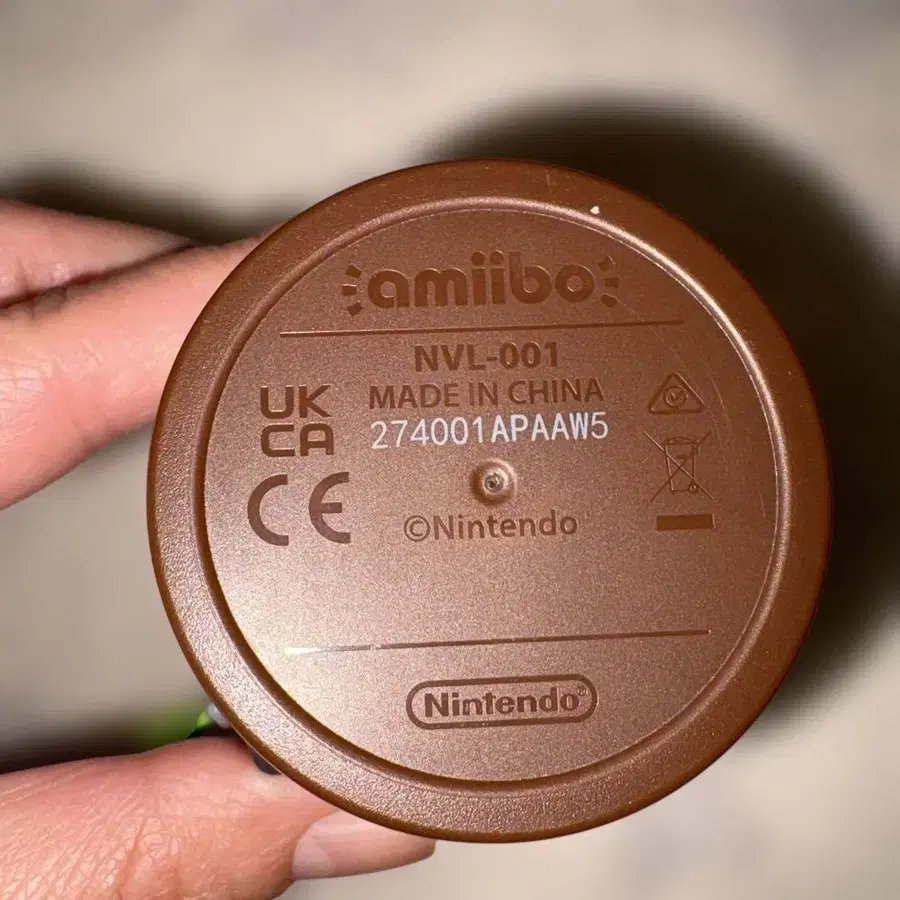 amiibo
NVL-001
MADE IN CHINA
274001APAAW5
UK
CA
CE
©Nintendo
Nintendo®